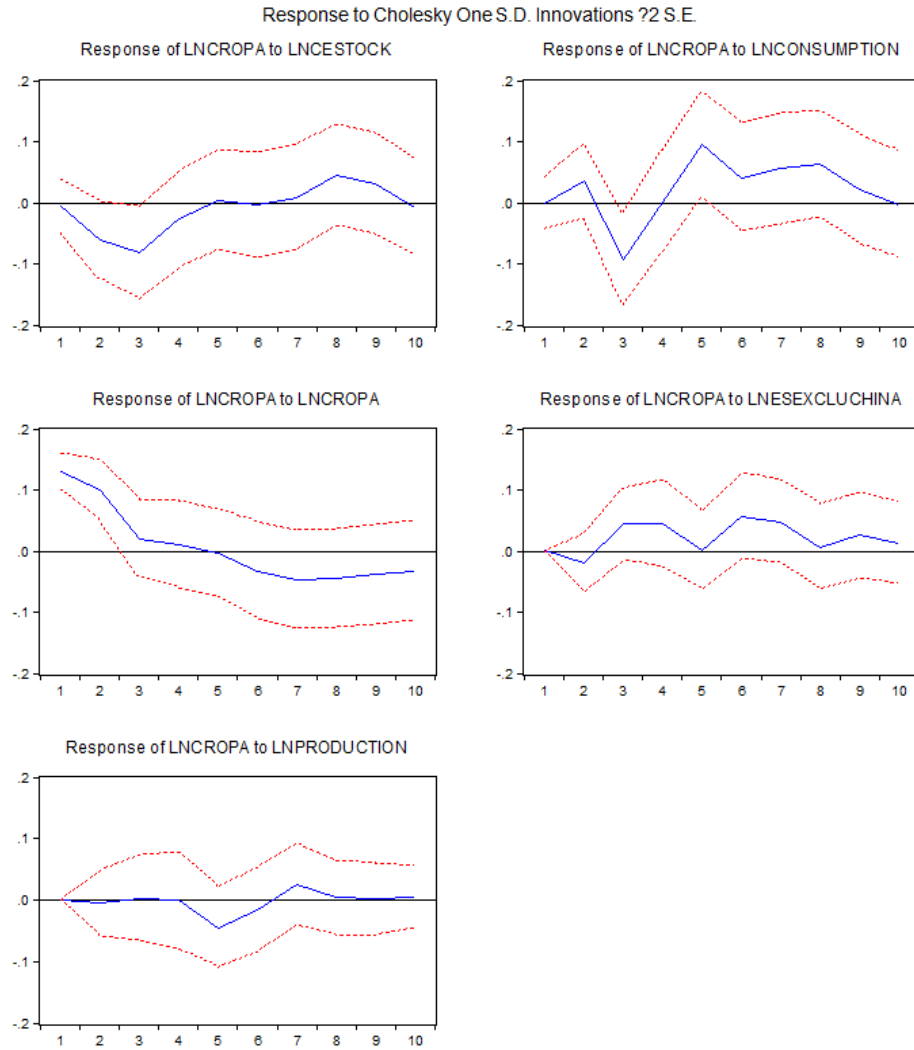 Response to Cholesky One S.D. Innovations ?2 S.E.
Response of LNCROPA to LNCESTOCK
.2
.1
.0
-.1
-.2
1 2 3 4 5 6 7 8 9 10
Response of LNCROPA to LNCONSUMPTION
.2
.1
.0
-.1
-.2
1 2 3 4 5 6 7 8 9 10
Response of LNCROPA to LNCROPA
.2
.1
.0
-.1
-.2
1 2 3 4 5 6 7 8 9 10
Response of LNCROPA to LNESEXCLUCHINA
.2
.1
.0
-.1
-.2
1 2 3 4 5 6 7 8 9 10
Response of LNCROPA to LNPRODUCTION
.2
.1
.0
-.1
-.2
1 2 3 4 5 6 7 8 9 10